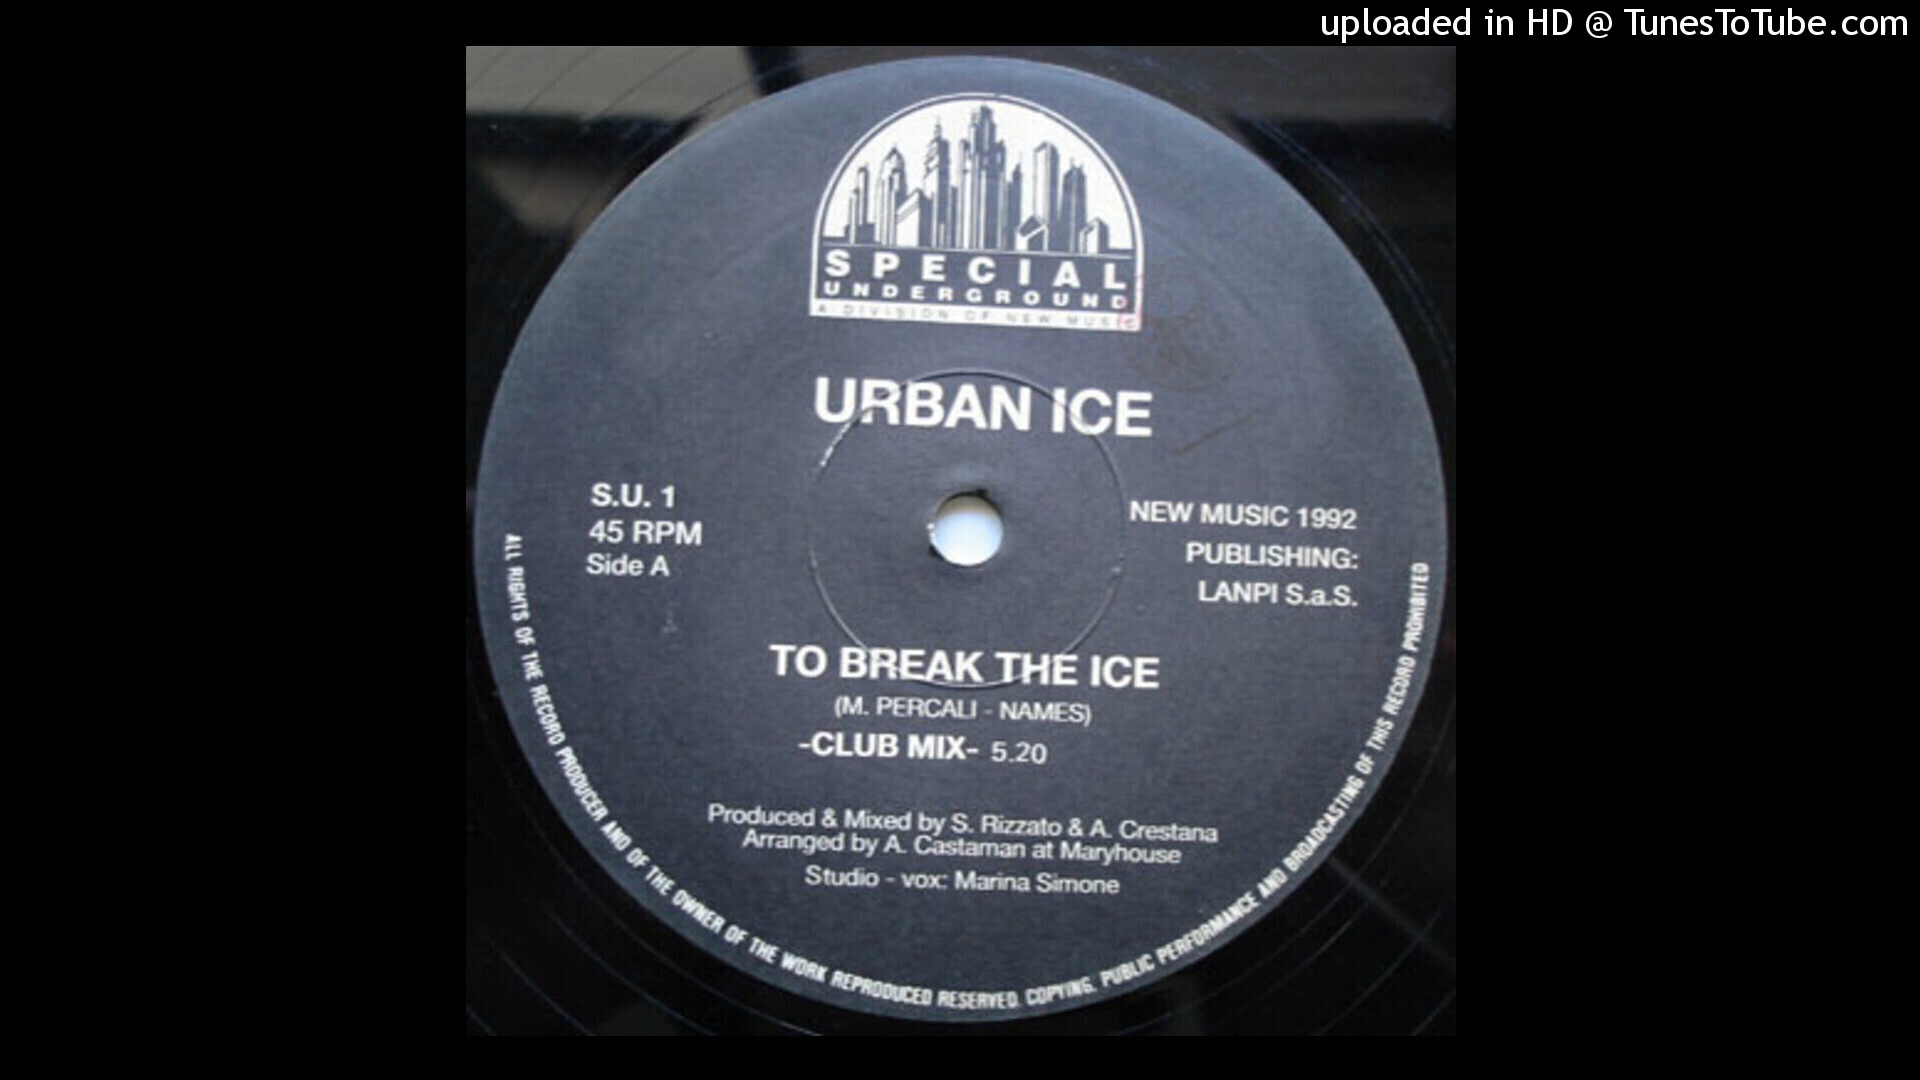 uploaded in HD @ TunesToTube.com
SPECIAL
UNDERGROUND
A DIVISION OF NEW MUSIC
URBAN ICE
S.U. 1
45 RPM
Side A
NEW MUSIC 1992
PUBLISHING:
LANPI S.a.S.
TO BREAK THE ICE
(M. PERCALI - NAMES)
-CLUB MIX- 5.20
Produced & Mixed by S. Rizzato & A. Crestana
Arranged by A. Castaman at Maryhouse
Studio - vox: Marina Simone
ALL RIGHTS OF THE RECORD PRODUCER AND OF THE OWNER OF THE WORK REPRODUCED RESERVED. COPYING, PUBLIC PERFORMANCE AND BROADCASTING OF THIS RECORD PROHIBITED